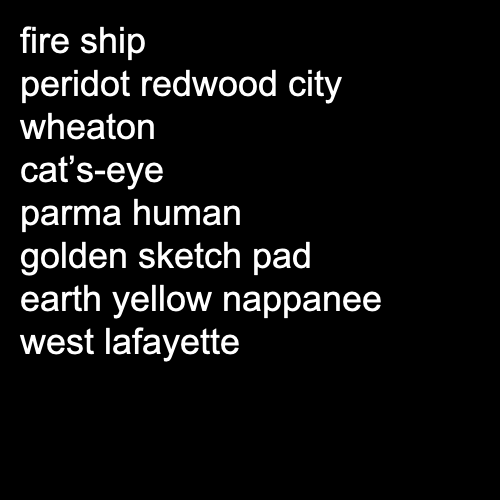 fire ship
peridot redwood city
wheaton
cat’s-eye
parma human
golden sketch pad
earth yellow nappanee
west lafayette